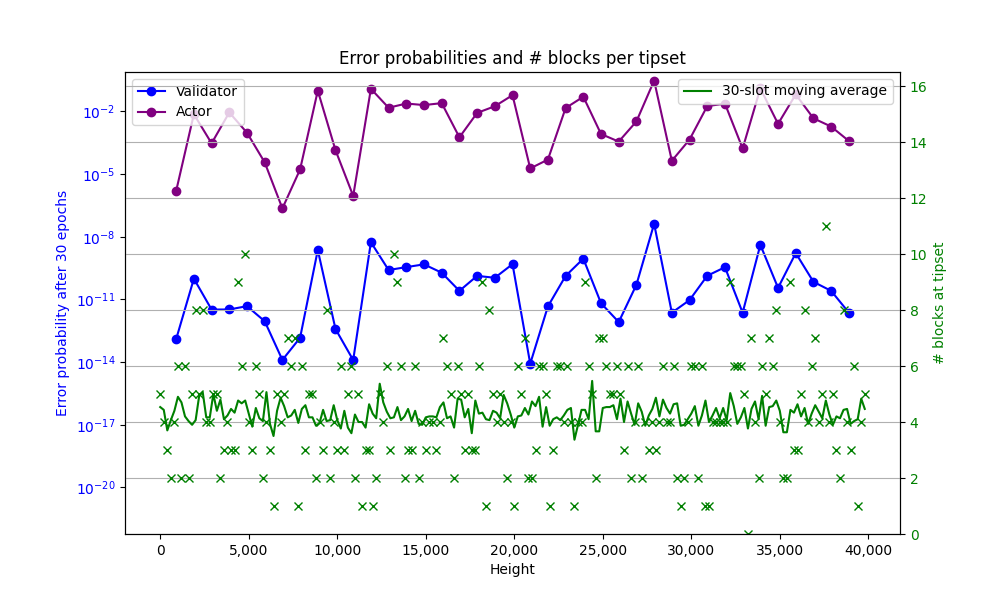 Error probabilities and # blocks per tipset
Validator
Actor
30-slot moving average
Error probability after 30 epochs
10⁻²
10⁻⁵
10⁻⁸
10⁻¹¹
10⁻¹⁴
10⁻¹⁷
10⁻²⁰
16
14
12
10
8
6
4
2
0
# blocks at tipset
0 5,000 10,000 15,000 20,000 25,000 30,000 35,000 40,000
Height